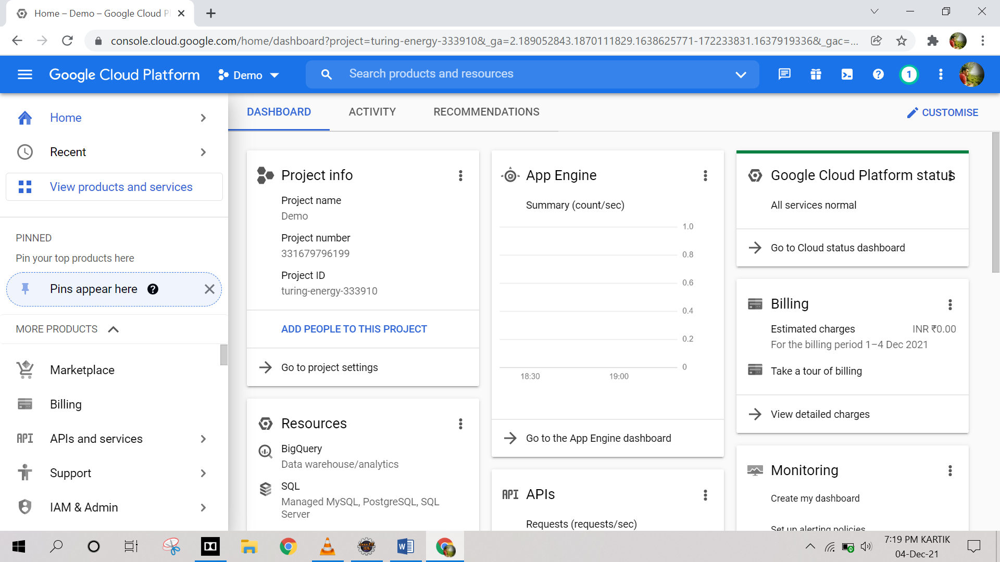 Home – Demo – Google Cloud P
console.cloud.google.com/home/dashboard?project=turing-energy-333910&_ga=2.189052843.1870111829.1638625771-172233831.1637919336&_gac=...
Google Cloud Platform
Demo
Search products and resources
1
Home
Recent
View products and services
PINNED
Pin your top products here
Pins appear here
MORE PRODUCTS
Marketplace
Billing
API APIs and services
Support
IAM & Admin
DASHBOARD
ACTIVITY
RECOMMENDATIONS
CUSTOMISE
Project info
Project name
Demo
Project number
331679796199
Project ID
turing-energy-333910
ADD PEOPLE TO THIS PROJECT
Go to project settings
Resources
BigQuery
Data warehouse/analytics
SQL
Managed MySQL, PostgreSQL, SQL
Server
App Engine
Summary (count/sec)
1.0
0.8
0.6
0.4
0.2
0
18:30
19:00
Go to the App Engine dashboard
API APIs
Requests (requests/sec)
Google Cloud Platform status
All services normal
Go to Cloud status dashboard
Billing
Estimated charges INR ₹0.00
For the billing period 1–4 Dec 2021
Take a tour of billing
View detailed charges
Monitoring
Create my dashboard
Set up alerting policies
Java EE
IDE
W
7:19 PM KARTIK
04-Dec-21